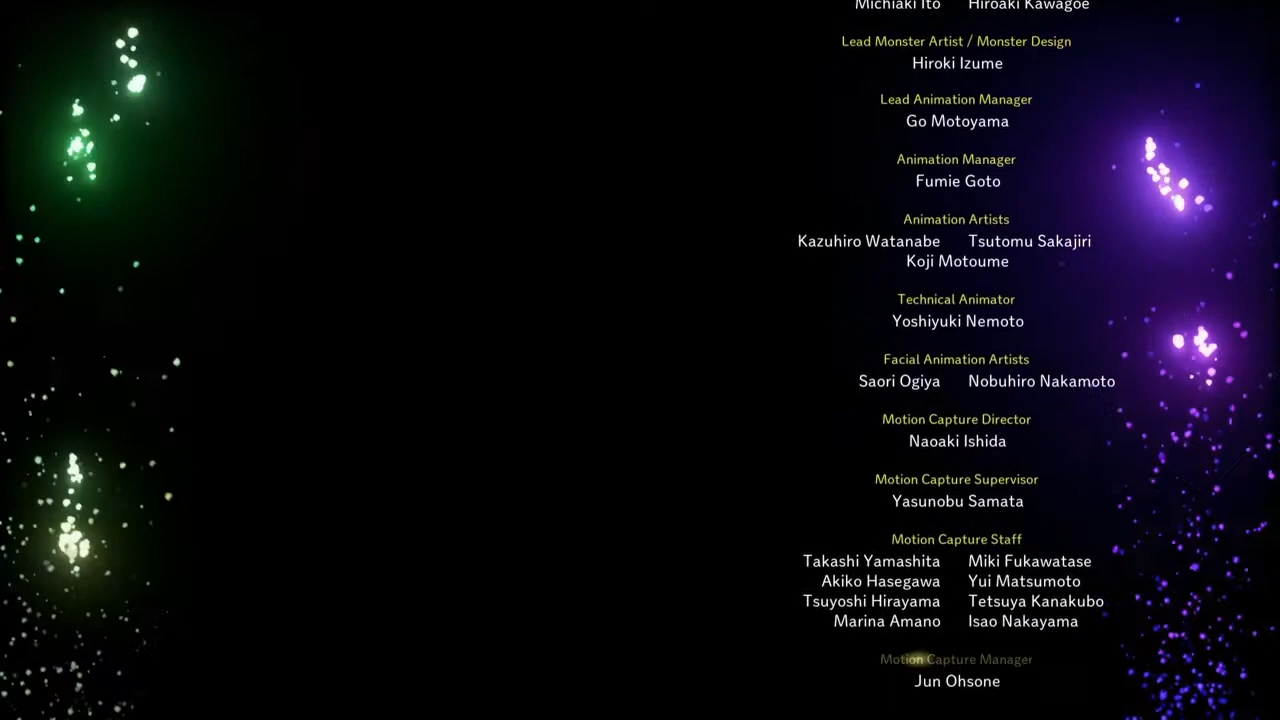 Michiaki Ito Hiroaki Kawagoe
Lead Monster Artist / Monster Design
Hiroki Izume
Lead Animation Manager
Go Motoyama
Animation Manager
Fumie Goto
Animation Artists
Kazuhiro Watanabe Tsutomu Sakajiri
Koji Motoume
Technical Animator
Yoshiyuki Nemoto
Facial Animation Artists
Saori Ogiya Nobuhiro Nakamoto
Motion Capture Director
Naoaki Ishida
Motion Capture Supervisor
Yasunobu Samata
Motion Capture Staff
Takashi Yamashita Miki Fukawatase
Akiko Hasegawa Yui Matsumoto
Tsuyoshi Hirayama Tetsuya Kanakubo
Marina Amano Isao Nakayama
Motion Capture Manager
Jun Ohsone